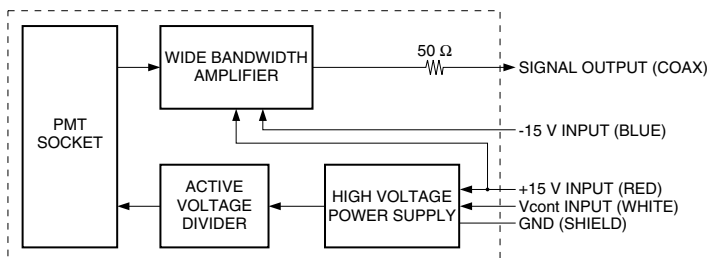 WIDE BANDWIDTH
AMPLIFIER
50 Ω
SIGNAL OUTPUT (COAX)
PMT
SOCKET
-15 V INPUT (BLUE)
ACTIVE
VOLTAGE
DIVIDER
HIGH VOLTAGE
POWER SUPPLY
+15 V INPUT (RED)
Vcont INPUT (WHITE)
GND (SHIELD)